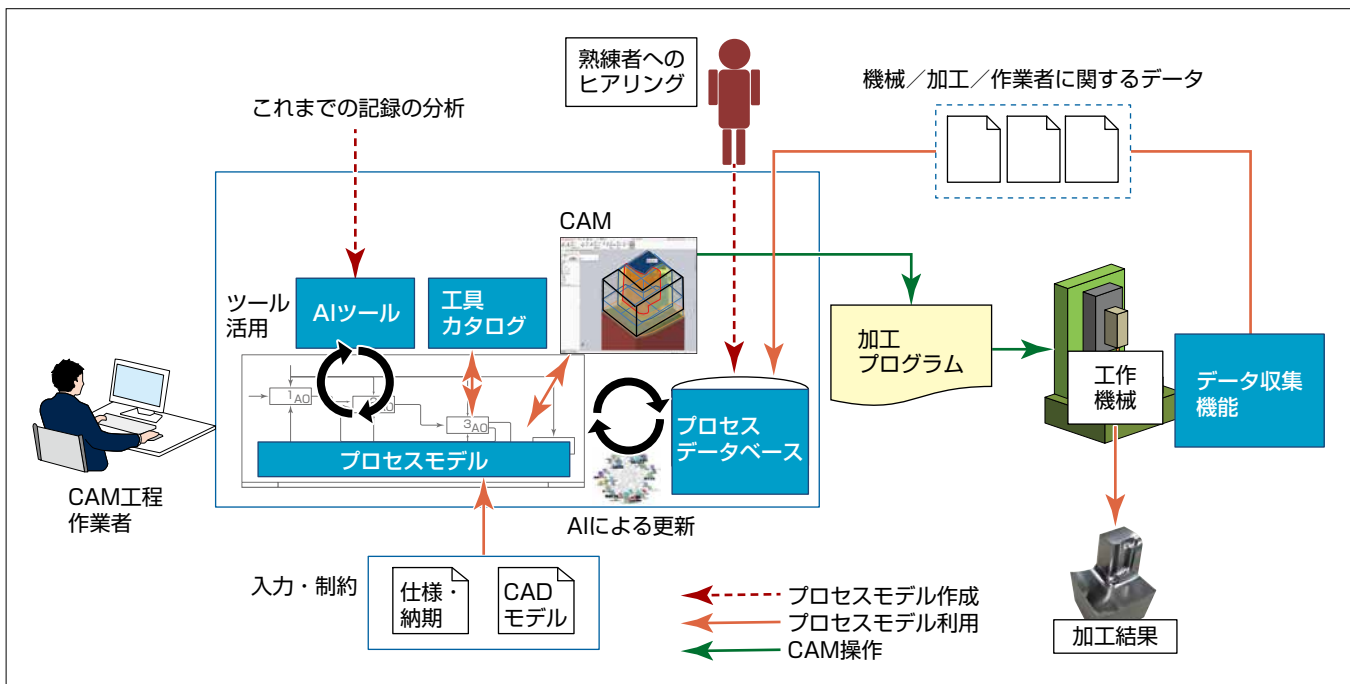 熟練者への
ヒアリング
機械／加工／作業者に関するデータ
これまでの記録の分析
CAM
ツール
活用
AIツール
工具
カタログ
加工
プログラム
工作
機械
データ収集
機能
1
A0
A0
3
A0
プロセスモデル
プロセス
データベース
CAM工程
作業者
AIによる更新
入力・制約
仕様・
納期
CAD
モデル
プロセスモデル作成
プロセスモデル利用
CAM操作
加工結果